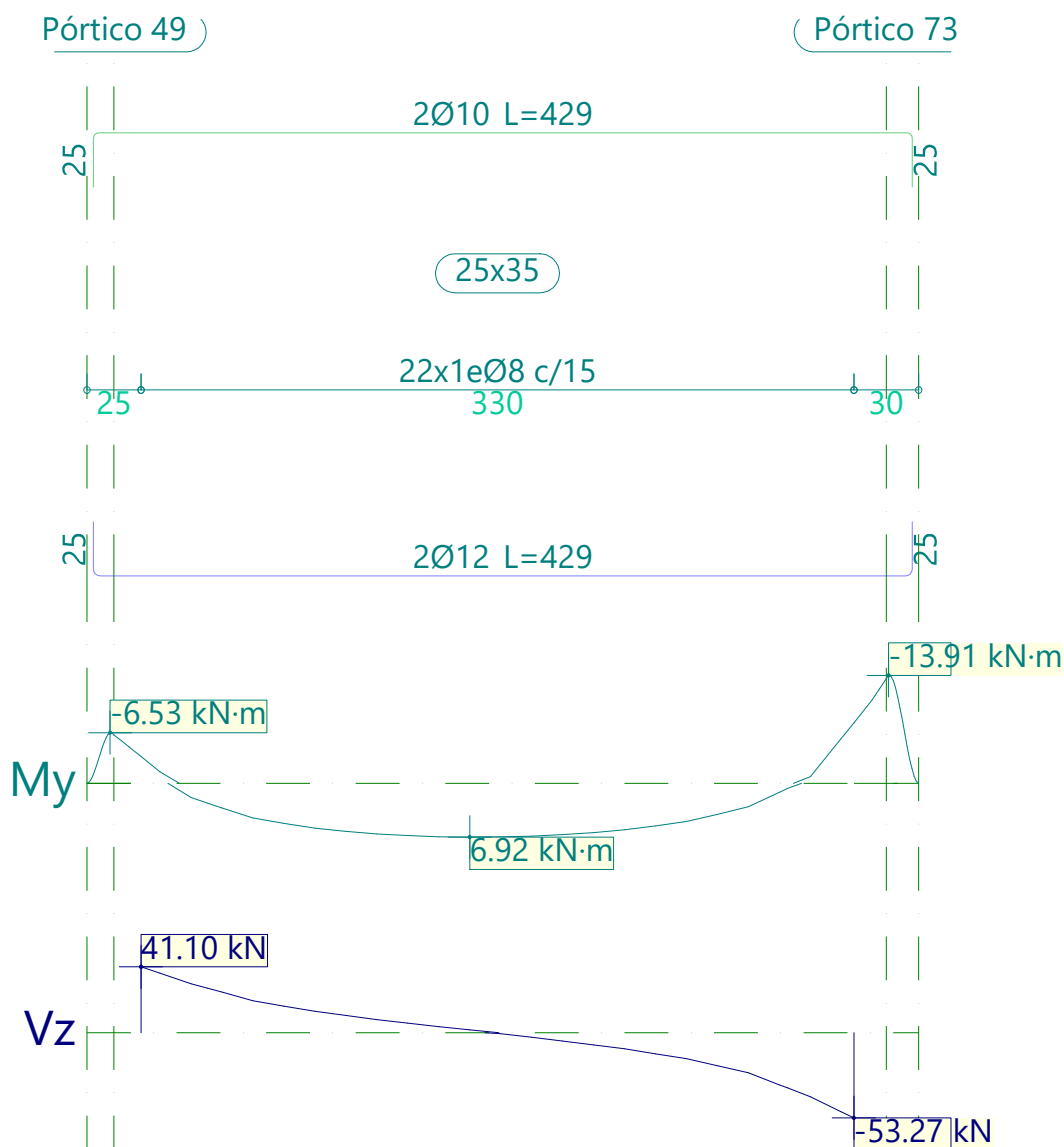 Pórtico 49
Pórtico 73
2Ø10 L=429
25
25
25x35
22x1eØ8 c/15
25
330
30
25
25
2Ø12 L=429
-13.91 kN·m
-6.53 kN·m
My
6.92 kN·m
41.10 kN
Vz
-53.27 kN